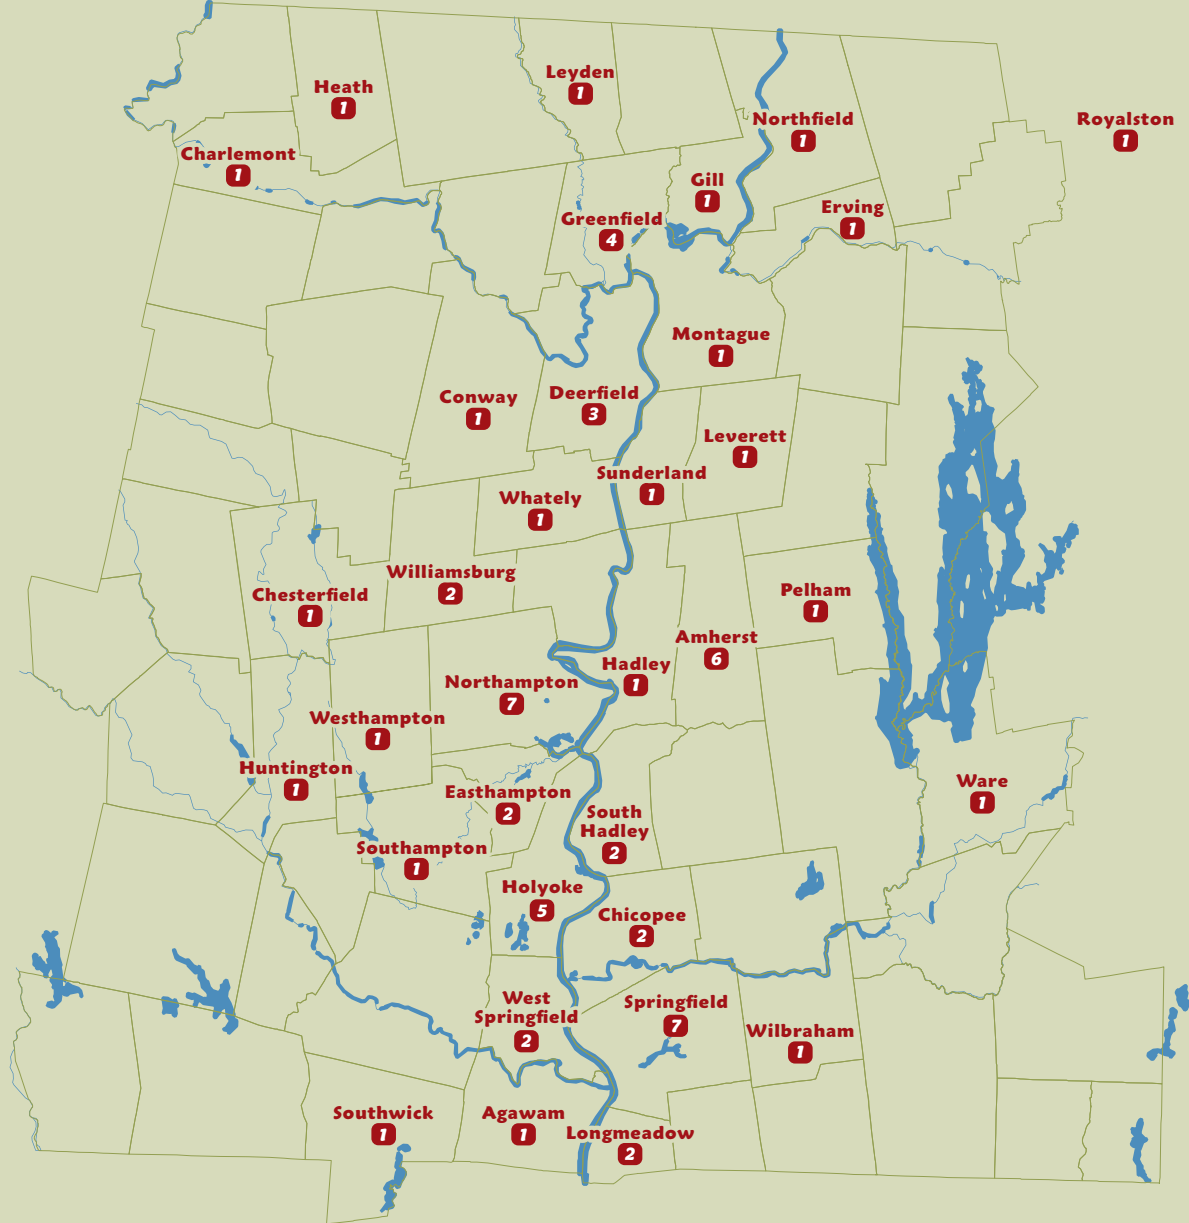 Leyden
1
Heath
1
Northfield
1
Royalston
1
Charlemont
1
Gill
1
Erving
1
Greenfield
4
Montague
1
Conway
1
Deerfield
3
Leverett
1
Sunderland
1
Whately
1
Williamsburg
2
Chesterfield
1
Pelham
1
Amherst
6
Hadley
1
Northampton
7
Westhampton
1
Huntington
1
Ware
1
Easthampton
2
South
Hadley
2
Southampton
1
Holyoke
5
Chicopee
2
West
Springfield
2
Springfield
7
Wilbraham
1
Southwick
1
Agawam
1
Longmeadow
2